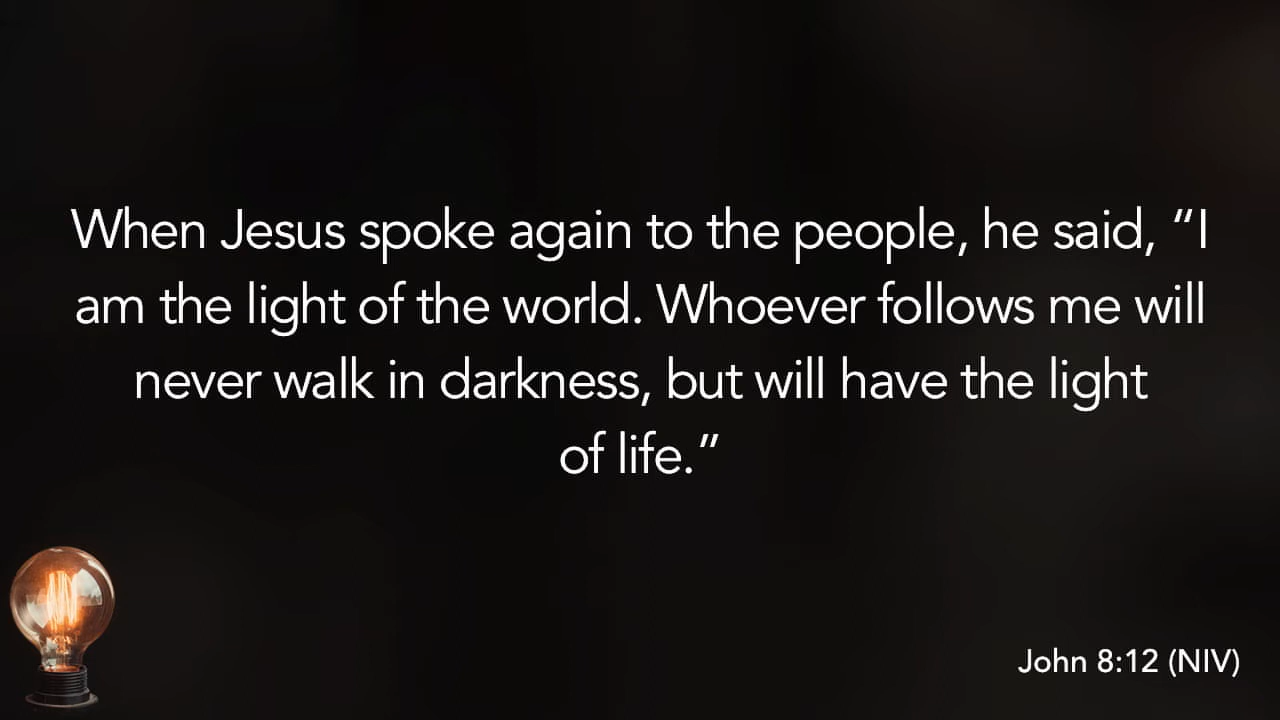 When Jesus spoke again to the people, he said, “I
am the light of the world. Whoever follows me will
never walk in darkness, but will have the light
of life.”
John 8:12 (NIV)